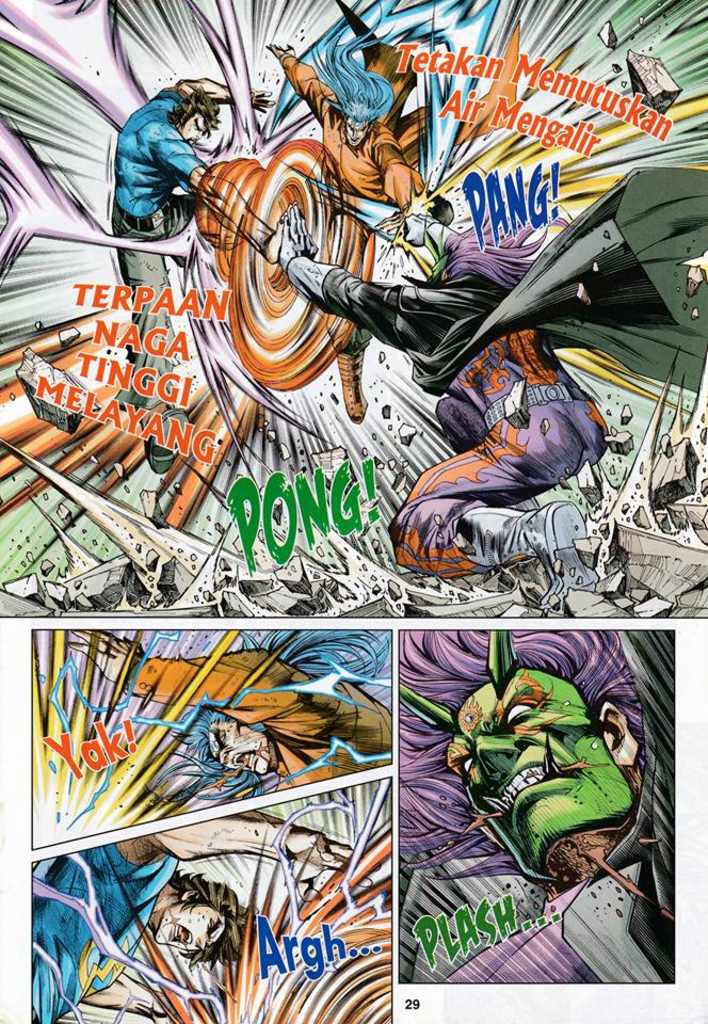 Tetakan Memutuskan
Air Mengalir
PANG!
TERPAAN
NAGA
TINGGI
MELAYANG
PONG!
Yak!
Argh...
PLASH...
29